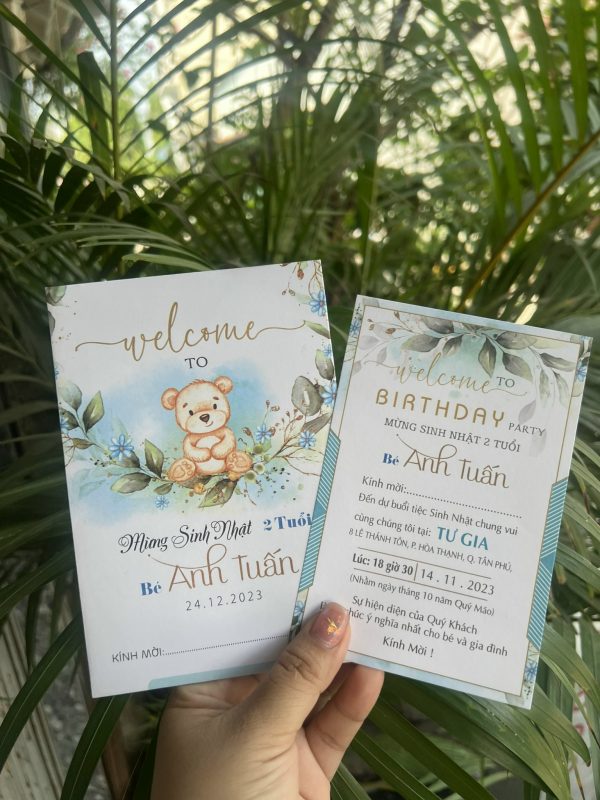 welcome
TO
Mừng Sinh Nhật 2 Tuổi
Bé Anh Tuấn
24.12.2023
KÍNH MỜI:
welcome TO
BIRTHDAY PARTY
MỪNG SINH NHẬT 2 TUỔI
Bé Anh Tuấn
Kính mời:
Đến dự buổi tiệc Sinh Nhật chung vui
cùng chúng tôi tại: TƯ GIA
8 LÊ THÁNH TÔN, P. HÒA THẠNH, Q. TÂN PHÚ,
Lúc: 18 giờ 30 14.11.2023
(Nhằm ngày tháng 10 năm Quý Mão)
Sự hiện diện của Quý Khách
húc ý nghĩa nhất cho bé và gia đình
Kính Mời !